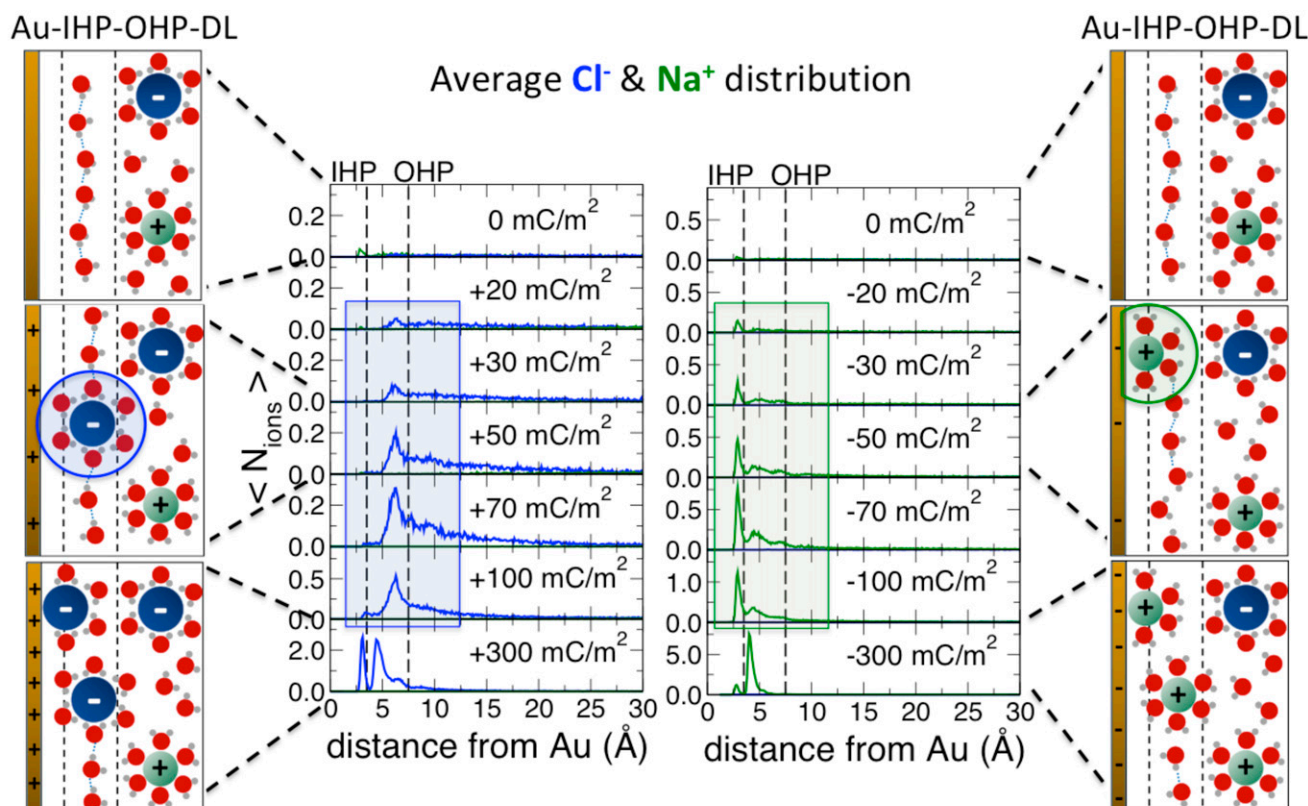 Au-IHP-OHP-DL
Au-IHP-OHP-DL
Average Cl- & Na+ distribution
IHP OHP
0.2
0.0
0 mC/m2
0.2
0.0
+20 mC/m2
0.2
0.0
+30 mC/m2
0.2
0.0
+50 mC/m2
0.2
0.0
+70 mC/m2
0.5
0.0
+100 mC/m2
2.0
0.0
+300 mC/m2
< Nions >
0 5 10 15 20 25 30
distance from Au (Å)
IHP OHP
0.5
0.0
0 mC/m2
0.5
0.0
-20 mC/m2
0.5
0.0
-30 mC/m2
0.5
0.0
-50 mC/m2
0.5
0.0
-70 mC/m2
1.0
0.0
-100 mC/m2
5.0
0.0
-300 mC/m2
0 5 10 15 20 25 30
distance from Au (Å)